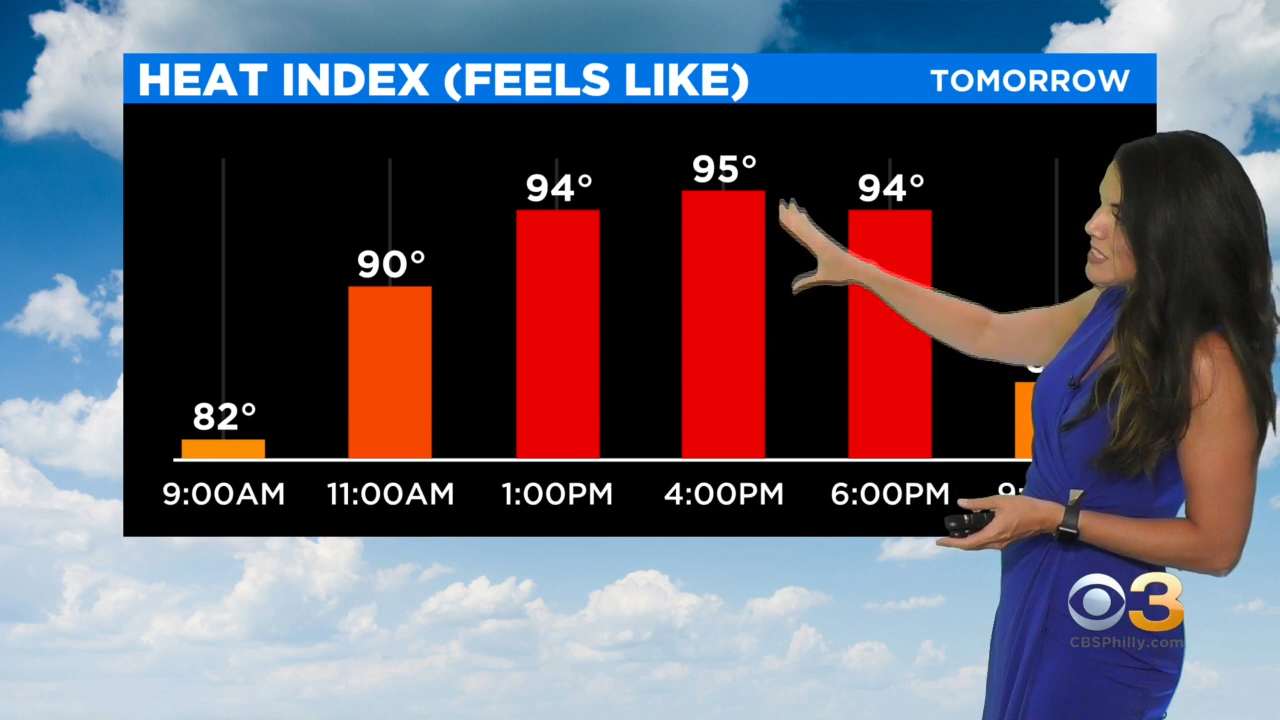 HEAT INDEX (FEELS LIKE) TOMORROW
82° 90° 94° 95° 94°
9:00AM 11:00AM 1:00PM 4:00PM 6:00PM
3
CBSPhilly.com